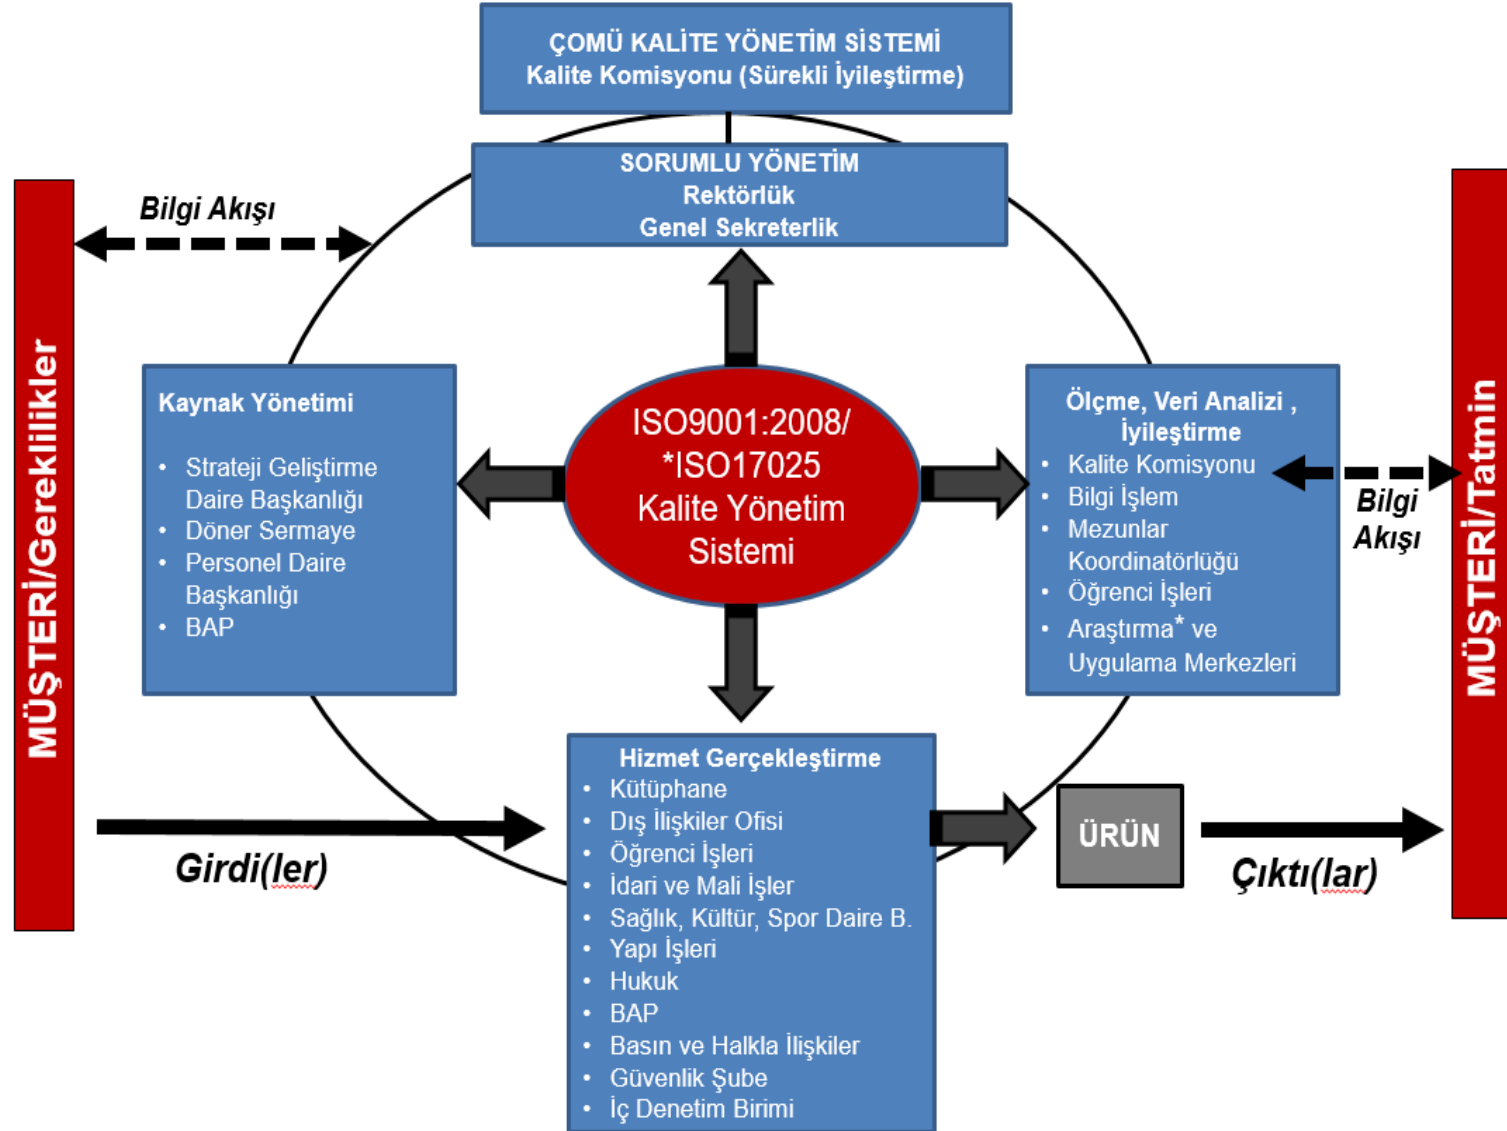 ÇOMÜ KALİTE YÖNETİM SİSTEMİ
Kalite Komisyonu (Sürekli İyileştirme)
SORUMLU YÖNETİM
Rektörlük
Genel Sekreterlik
Bilgi Akışı
MÜŞTERİ/Gereklilikler
Kaynak Yönetimi
• Strateji Geliştirme
Daire Başkanlığı
• Döner Sermaye
• Personel Daire
Başkanlığı
• BAP
ISO9001:2008/
*ISO17025
Kalite Yönetim
Sistemi
Ölçme, Veri Analizi ,
İyileştirme
• Kalite Komisyonu
• Bilgi İşlem
• Mezunlar
Koordinatörlüğü
• Öğrenci İşleri
• Araştırma* ve
Uygulama Merkezleri
Bilgi
Akışı
MÜŞTERİ/Tatmin
Girdi(ler)
Hizmet Gerçekleştirme
• Kütüphane
• Dış İlişkiler Ofisi
• Öğrenci İşleri
• İdari ve Mali İşler
• Sağlık, Kültür, Spor Daire B.
• Yapı İşleri
• Hukuk
• BAP
• Basın ve Halkla İlişkiler
• Güvenlik Şube
• İç Denetim Birimi
ÜRÜN
Çıktı(lar)